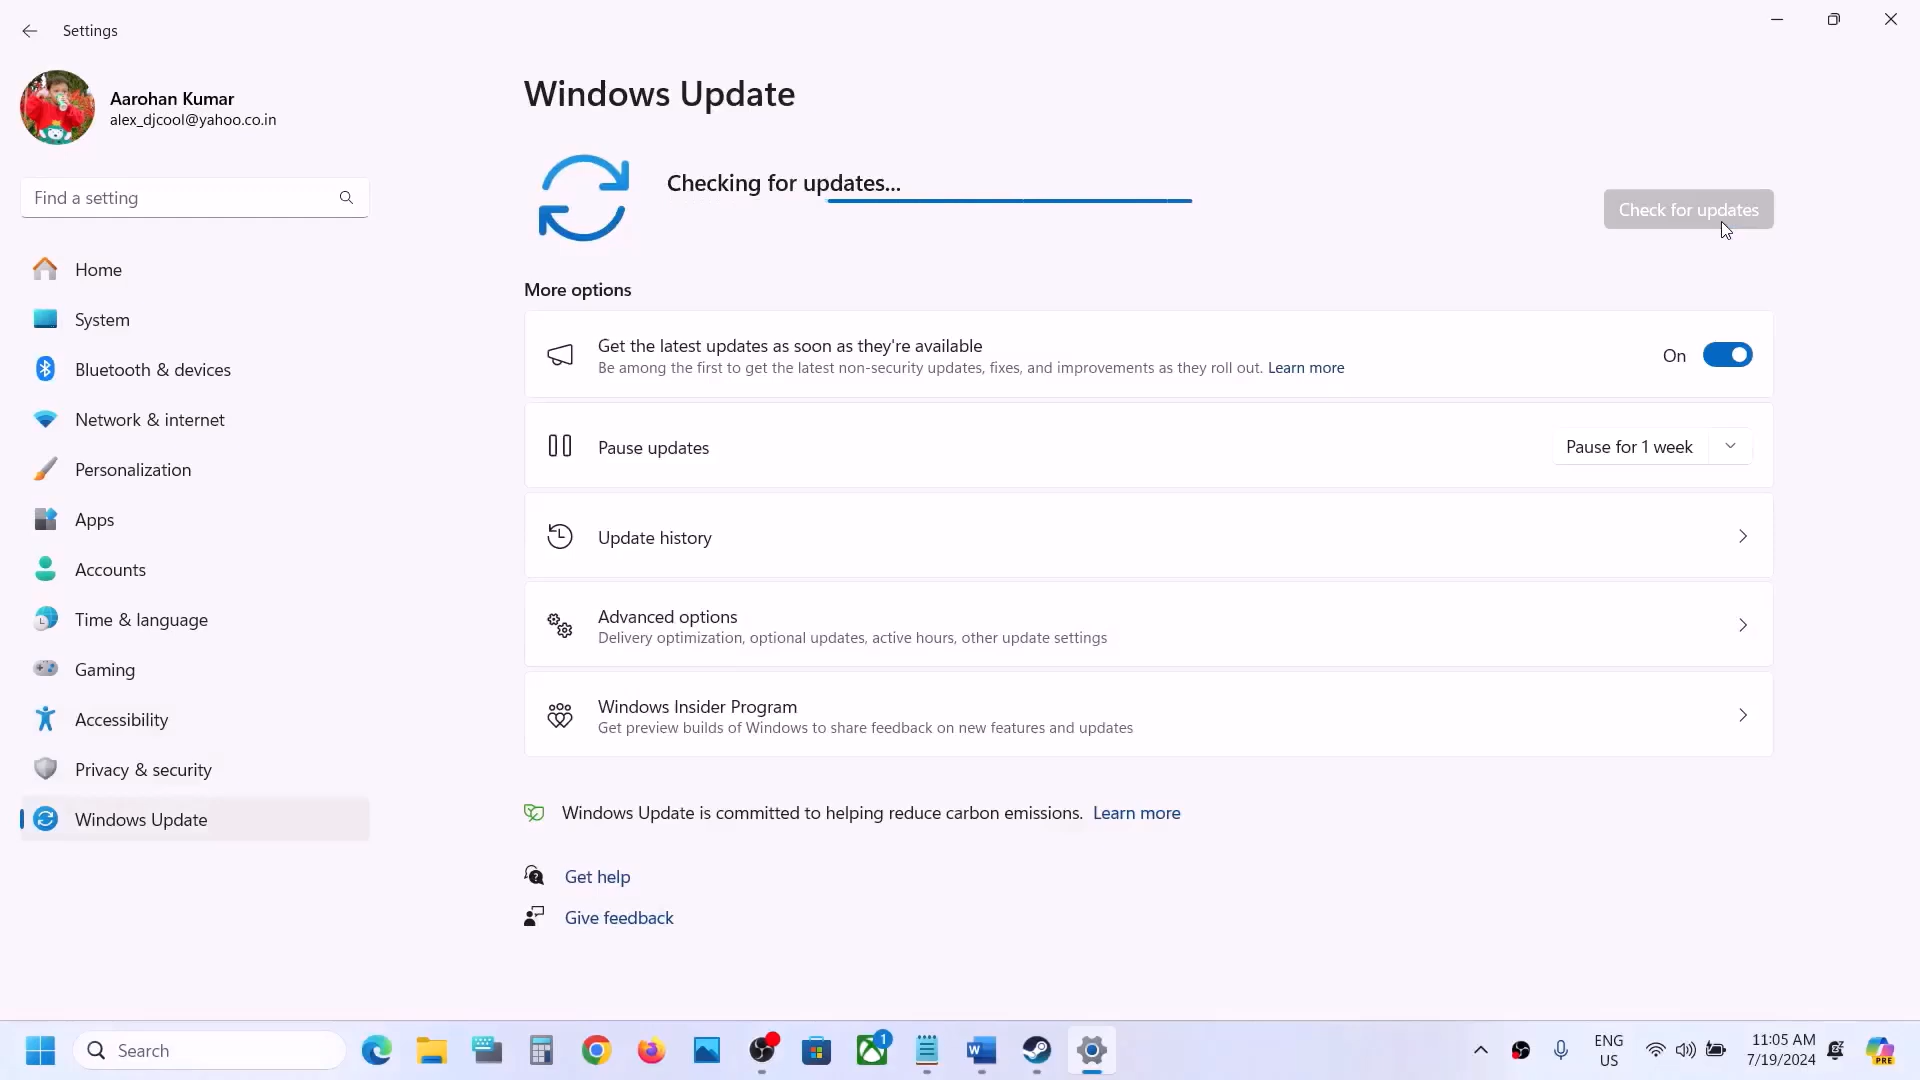 Settings
Aarohan Kumar
alex_djcool@yahoo.co.in
Find a setting
Home
System
Bluetooth & devices
Network & internet
Personalization
Apps
Accounts
Time & language
Gaming
Accessibility
Privacy & security
Windows Update
Windows Update
Checking for updates...
Check for updates
More options
Get the latest updates as soon as they're available
Be among the first to get the latest non-security updates, fixes, and improvements as they roll out. Learn more
On
Pause updates
Pause for 1 week
Update history
Advanced options
Delivery optimization, optional updates, active hours, other update settings
Windows Insider Program
Get preview builds of Windows to share feedback on new features and updates
Windows Update is committed to helping reduce carbon emissions. Learn more
Get help
Give feedback
Search
1
W
ENG
US
11:05 AM
7/19/2024
PRE